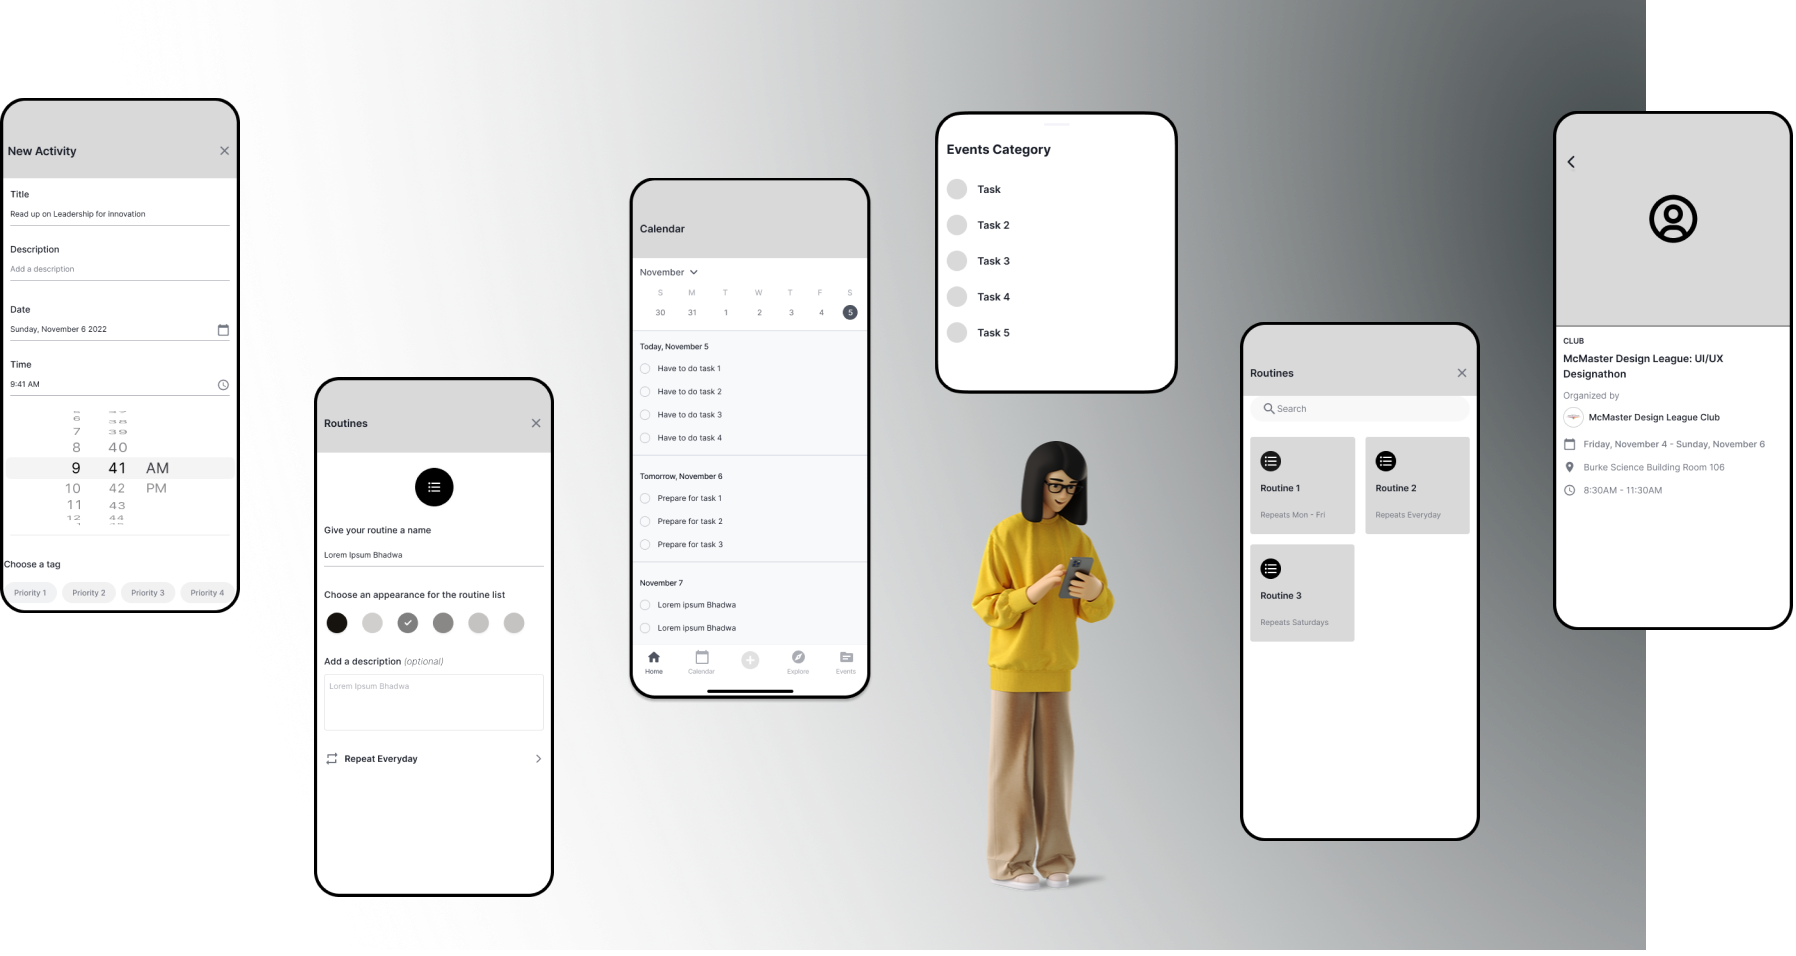 New Activity
Title
Read up on Leadership for innovation
Description
Add a description
Date
Sunday, November 6 2022
Time
9:41 AM
6
38
7 39
8 40
9 41 AM
10 42 PM
11 43
12 44
Choose a tag
Priority 1 Priority 2 Priority 3 Priority 4
Routines
Give your routine a name
Lorem Ipsum Bhadwa
Choose an appearance for the routine list
Add a description (optional)
Lorem Ipsum Bhadwa
Repeat Everyday
Calendar
November
S M T W T F S
30 31 1 2 3 4 5
Today, November 5
Have to do task 1
Have to do task 2
Have to do task 3
Have to do task 4
Tomorrow, November 6
Prepare for task 1
Prepare for task 2
Prepare for task 3
November 7
Lorem ipsum Bhadwa
Lorem ipsum Bhadwa
Home Calendar Explore Events
Events Category
Task
Task 2
Task 3
Task 4
Task 5
Routines
Search
Routine 1
Repeats Mon - Fri
Routine 2
Repeats Everyday
Routine 3
Repeats Saturdays
CLUB
McMaster Design League: UI/UX
Designathon
Organized by
McMaster Design League Club
Friday, November 4 - Sunday, November 6
Burke Science Building Room 106
8:30AM - 11:30AM